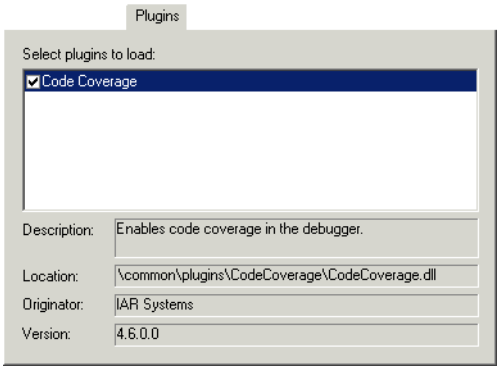 Plugins
Select plugins to load:
Code Coverage
Description: Enables code coverage in the debugger.
Location: \common\plugins\CodeCoverage\CodeCoverage.dll
Originator: IAR Systems
Version: 4.6.0.0